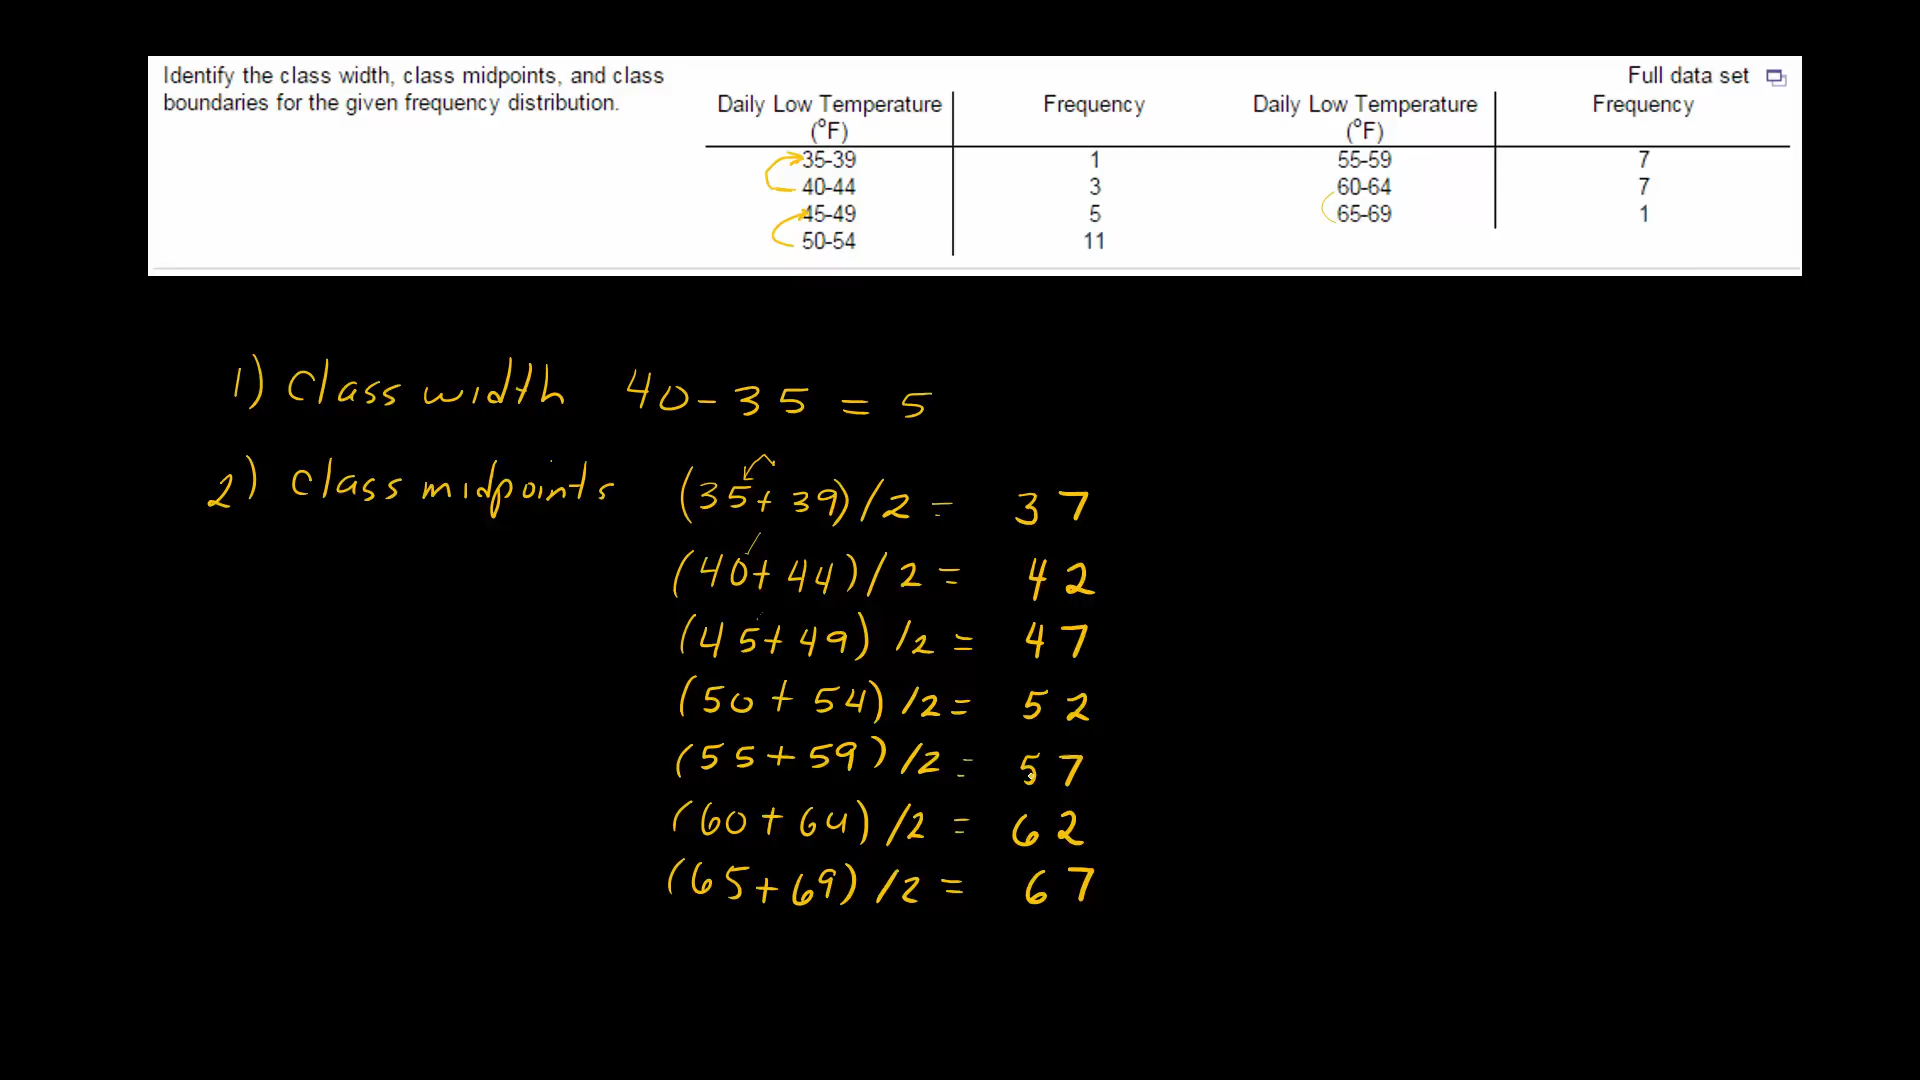 Identify the class width, class midpoints, and class
boundaries for the given frequency distribution.
Full data set
Daily Low Temperature (°F) Frequency Daily Low Temperature (°F) Frequency
35-39 1 55-59 7
40-44 3 60-64 7
45-49 5 65-69 1
50-54 11
1) Class width 40-35 = 5
2) Class midpoints (35+39)/2 = 37
(40+44)/2 = 42
(45+49)/2 = 47
(50+54)/2 = 52
(55+59)/2 = 57
(60+64)/2 = 62
(65+69)/2 = 67